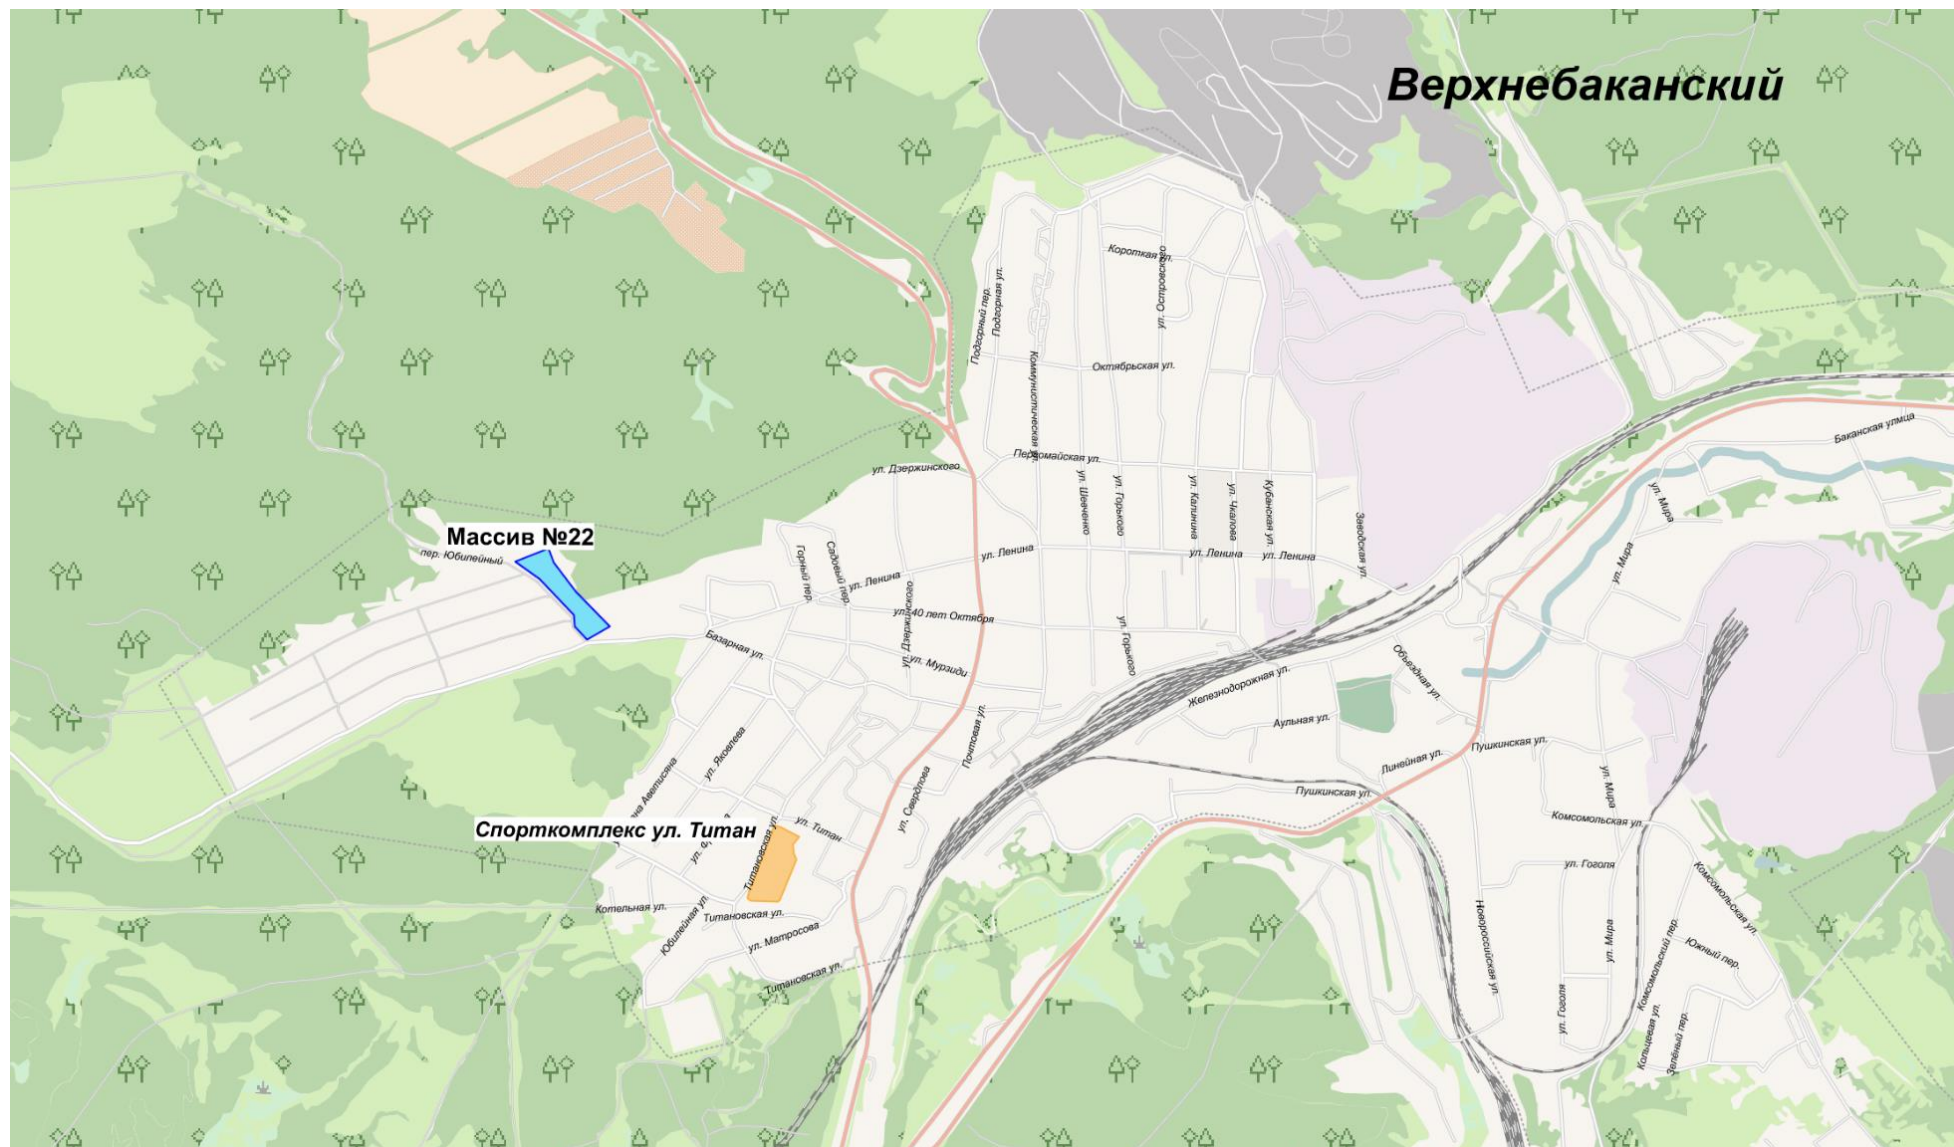 Верхнебаканский
Короткая ул.
ул. Островского
Подгорный пер.
Подгорная ул.
Коммунистическая ул.
Октябрьская ул.
Баканская улмца
Первомайская ул.
ул. Дзержинского
ул. Шевченко
ул. Горького
ул. Калинина
ул. Чкалова
Кубанская ул.
Заводская ул.
ул. Мира
Массив №22
пер. Юбилейный
Горный пер.
Садовый пер.
ул. Ленина
ул. Ленина
ул. Ленина
ул. Ленина
ул. Мира
ул. Дзержинского
ул. 40 лет Октября
ул. Горького
Базарная ул.
ул. Мурзиди
Объездная ул.
Железнодорожная ул.
Аульная ул.
Почтовая ул.
ул. Яковлева
Линейная ул.
Пушкинская ул.
ул. Мира
Пушкинская ул.
на Аветисяна
ул. Свердлова
Комсомольская ул.
Спорткомплекс ул. Титан
ул. Титан
Титановская ул.
ул. Гоголя
Комсомольская ул.
Котельная ул.
Юбилейная ул.
Титановская ул.
ул. Матросова
Новороссийская ул.
ул. Мира
Комсомольский пер.
Южный пер.
Титановская ул.
ул. Гоголя
Кольцевая ул.
Зелёный пер.